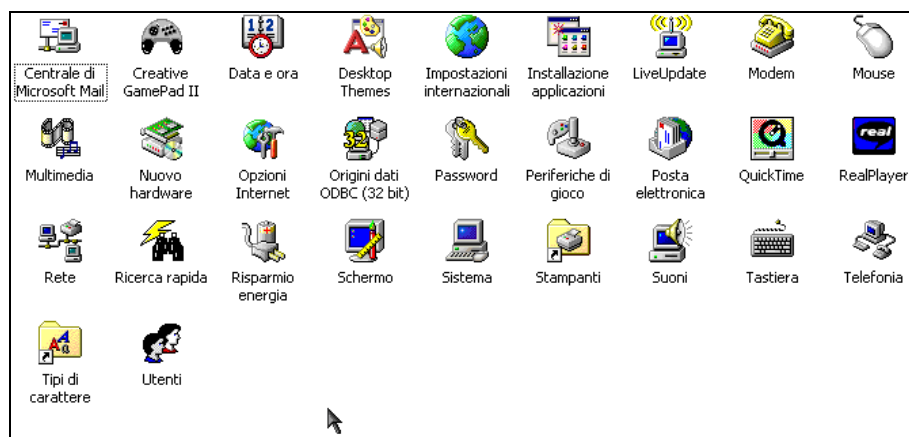 Centrale di Microsoft Mail
Creative GamePad II
Data e ora
Desktop Themes
Impostazioni internazionali
Installazione applicazioni
LiveUpdate
Modem
Mouse
Multimedia
Nuovo hardware
Opzioni Internet
32
Origini dati ODBC (32 bit)
Password
Periferiche di gioco
Posta elettronica
QuickTime
real
RealPlayer
Rete
Ricerca rapida
Risparmio energia
Schermo
Sistema
Stampanti
Suoni
Tastiera
Telefonia
Tipi di carattere
Utenti